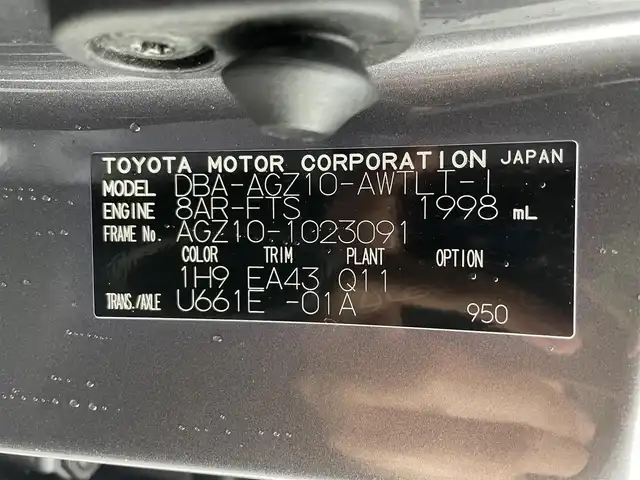 TOYOTA MOTOR CORPORATION JAPAN
MODEL DBA-AGZ10-AWTLT-I
ENGINE 8AR-FTS 1998 mL
FRAME No. AGZ10-1023091
COLOR TRIM PLANT OPTION
1H9 EA43 Q11
TRANS./AXLE U661E -01A 950